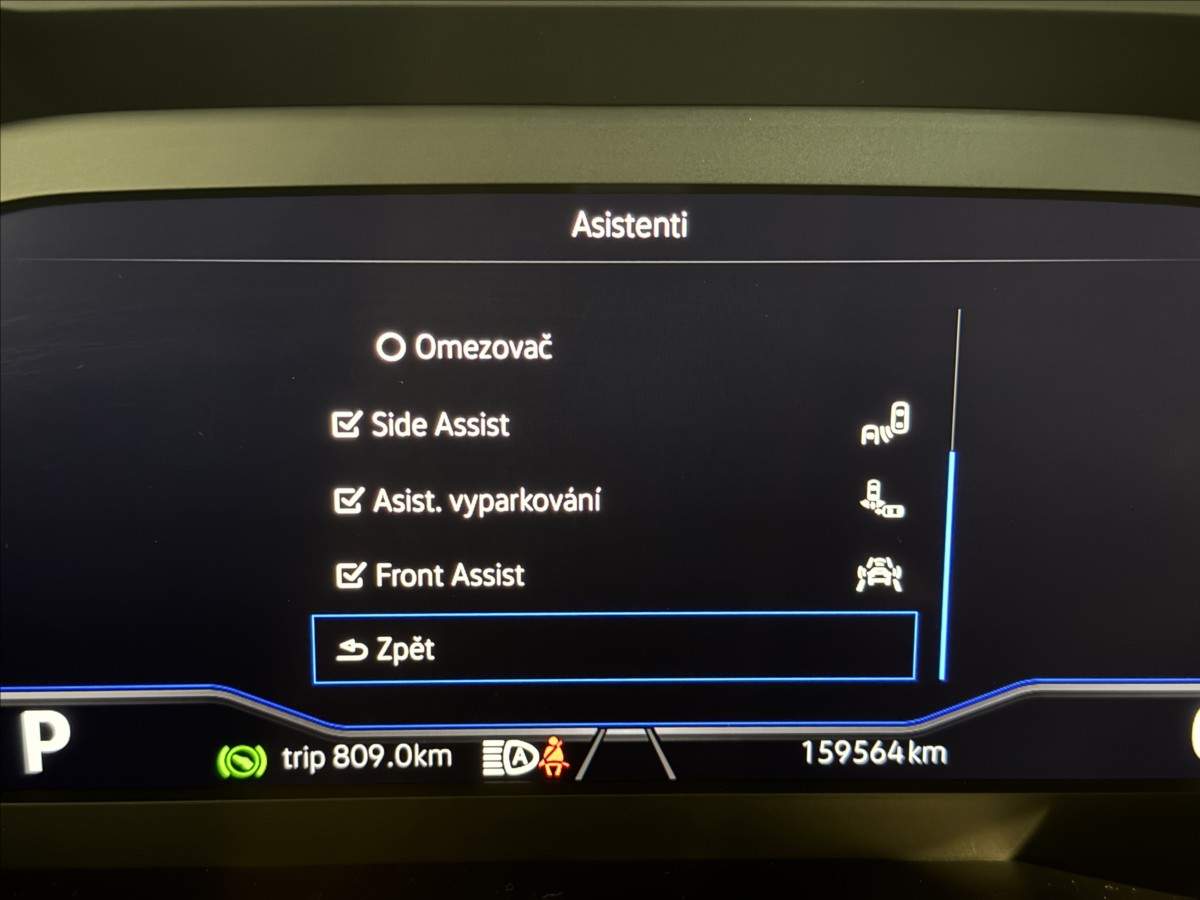 Asistenti
Omezovač
Side Assist
Asist. vyparkování
Front Assist
Zpět
P
trip 809.0km
A
159564km